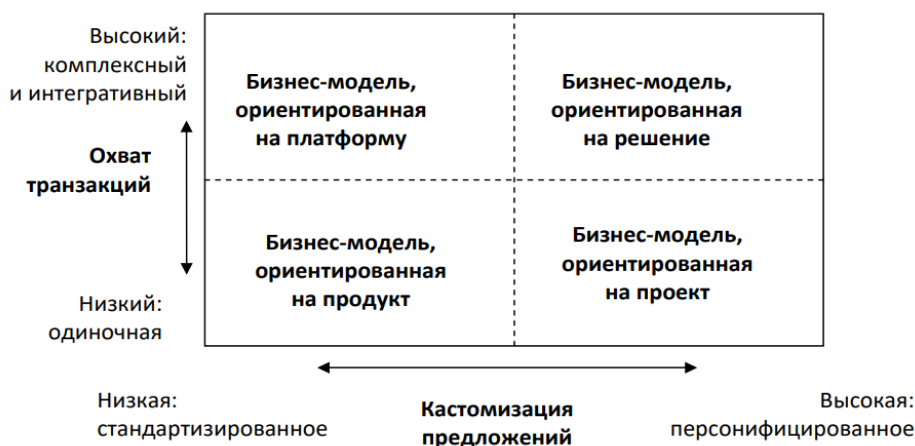 Высокий:
комплексный
и интегративный
Охват
транзакций
Низкий:
одиночная
Бизнес-модель,
ориентированная
на платформу
Бизнес-модель,
ориентированная
на решение
Бизнес-модель,
ориентированная
на продукт
Бизнес-модель,
ориентированная
на проект
Низкая:
стандартизированное
Кастомизация
предложений
Высокая:
персонифицированное